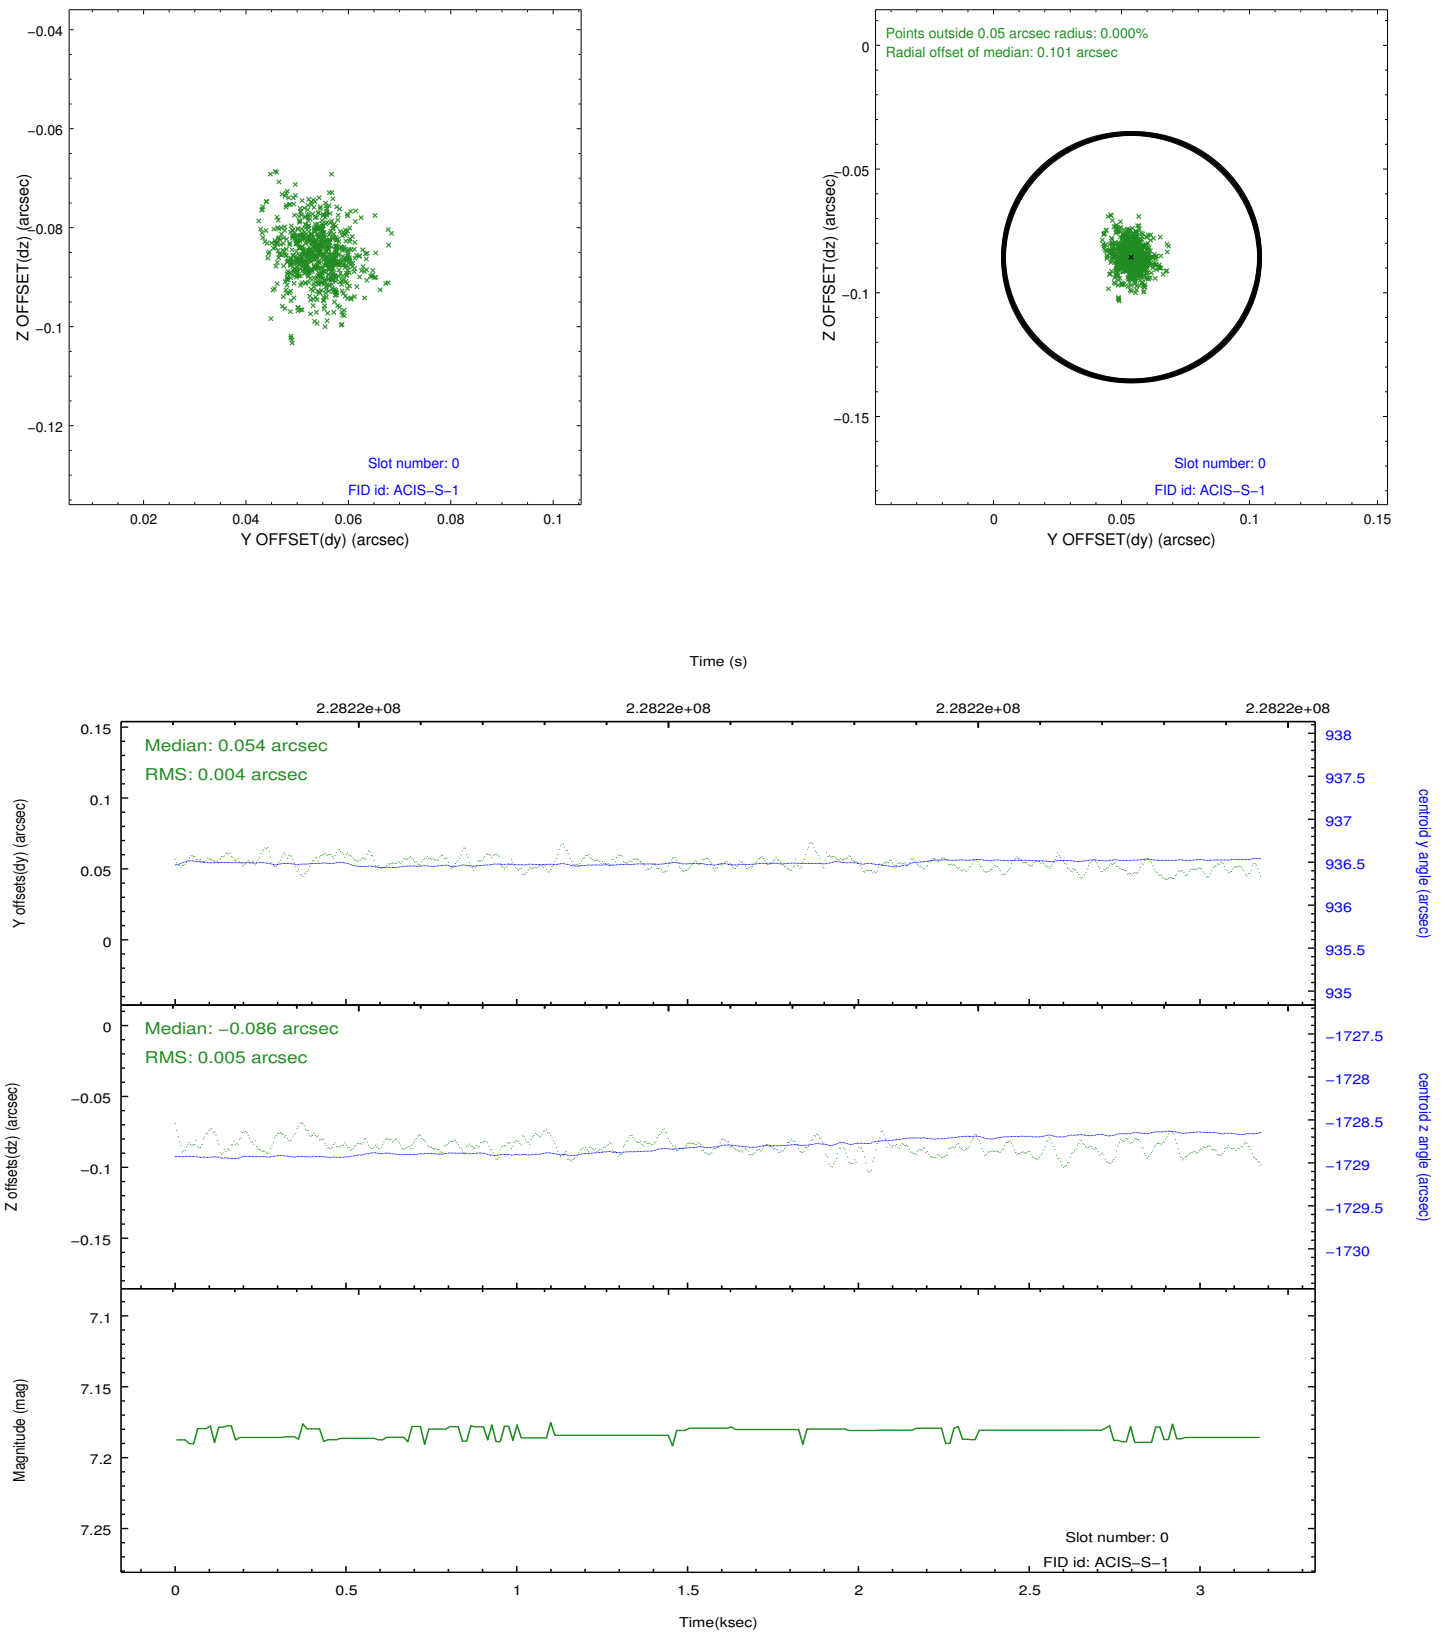 −0.04
−0.06
−0.08
−0.1
−0.12
Z OFFSET(dz) (arcsec)
Slot number: 0
FID id: ACIS−S−1
0.02
0.04
0.06
0.08
0.1
Y OFFSET(dy) (arcsec)
Points outside 0.05 arcsec radius: 0.000%
Radial offset of median: 0.101 arcsec
0
−0.05
−0.1
−0.15
Z OFFSET(dz) (arcsec)
Slot number: 0
FID id: ACIS−S−1
0
0.05
0.1
0.15
Y OFFSET(dy) (arcsec)
Time (s)
2.2822e+08
2.2822e+08
2.2822e+08
2.2822e+08
Median: 0.054 arcsec
RMS: 0.004 arcsec
0.15
0.1
0.05
0
Y offsets(dy) (arcsec)
938
937.5
937
936.5
936
935.5
935
centroid y angle (arcsec)
Median: −0.086 arcsec
RMS: 0.005 arcsec
0
−0.05
−0.1
−0.15
Z offsets(dz) (arcsec)
−1727.5
−1728
−1728.5
−1729
−1729.5
−1730
centroid z angle (arcsec)
7.1
7.15
7.2
7.25
Magnitude (mag)
Slot number: 0
FID id: ACIS−S−1
0
0.5
1
1.5
2
2.5
3
Time(ksec)